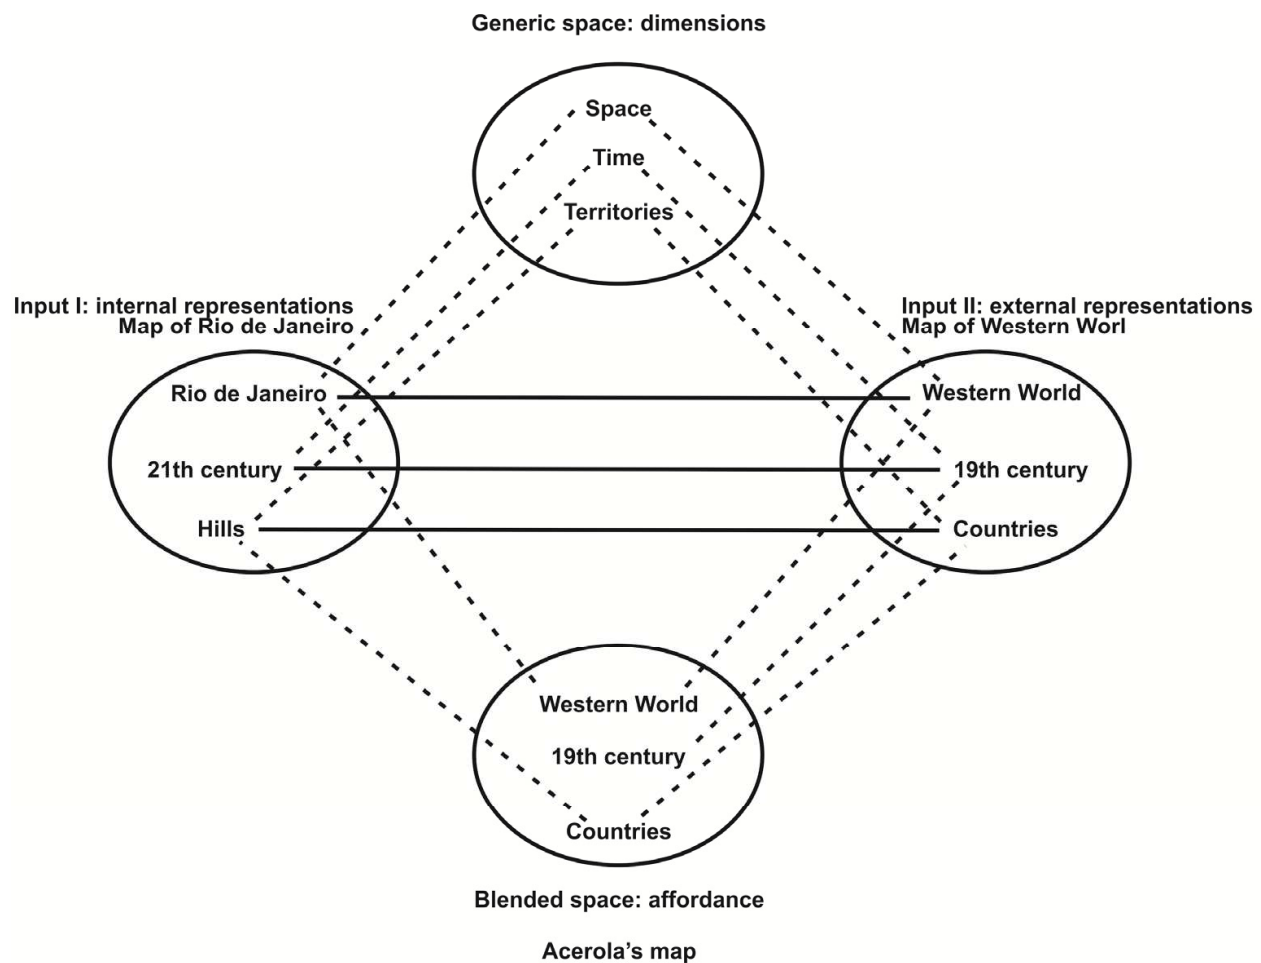 Generic space: dimensions
Space
Time
Territories
Input I: internal representations
Map of Rio de Janeiro
Input II: external representations
Map of Western Worl
Rio de Janeiro
Western World
21th century
19th century
Hills
Countries
Western World
19th century
Countries
Blended space: affordance
Acerola's map